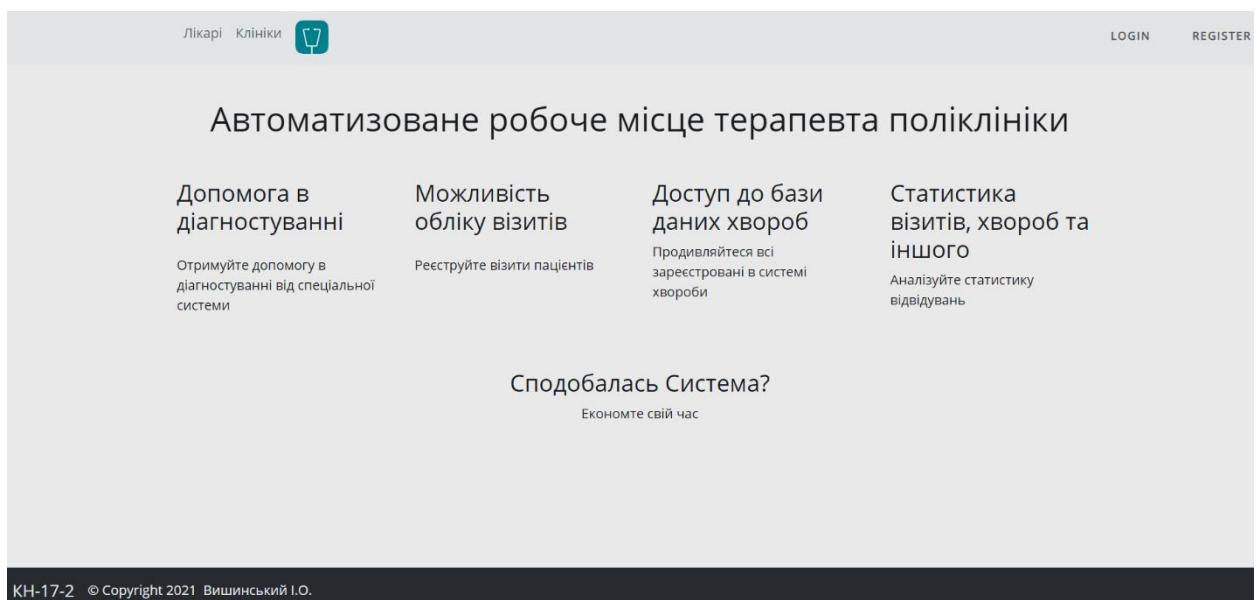 Лікарі Клініки
LOGIN REGISTER
Автоматизоване робоче місце терапевта поліклініки
Допомога в
діагностуванні
Отримуйте допомогу в
діагностуванні від спеціальної
системи
Можливість
обліку візитів
Реєструйте візити пацієнтів
Доступ до бази
даних хвороб
Продивляйтеся всі
зареєстровані в системі
хвороби
Статистика
візитів, хвороб та
іншого
Аналізуйте статистику
відвідувань
Сподобалась Система?
Економте свій час
КН-17-2 © Copyright 2021 Вишинський І.О.